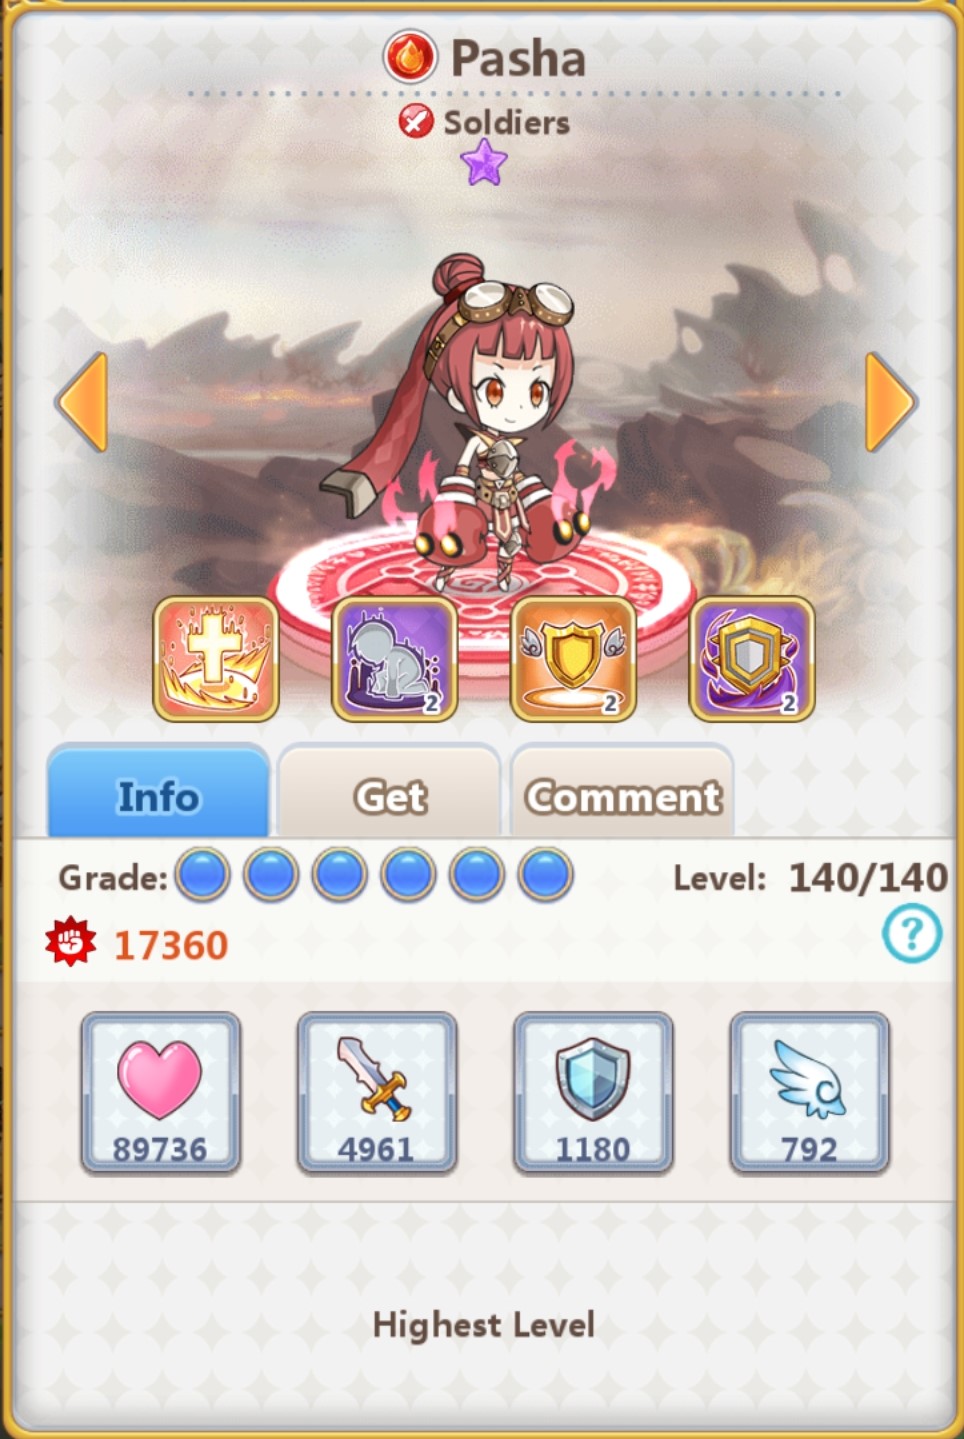 Pasha
Soldiers
2
2
2
Info
Get
Comment
Grade:
Level: 140/140
17360
?
89736
4961
1180
792
Highest Level